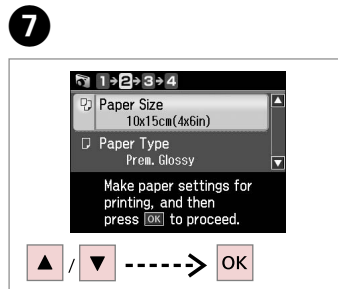 7
1→2→3→4
Paper Size
10x15cm(4x6in)
Paper Type
Prem. Glossy
Make paper settings for
printing, and then
press OK to proceed.
▲ / ▼ OK